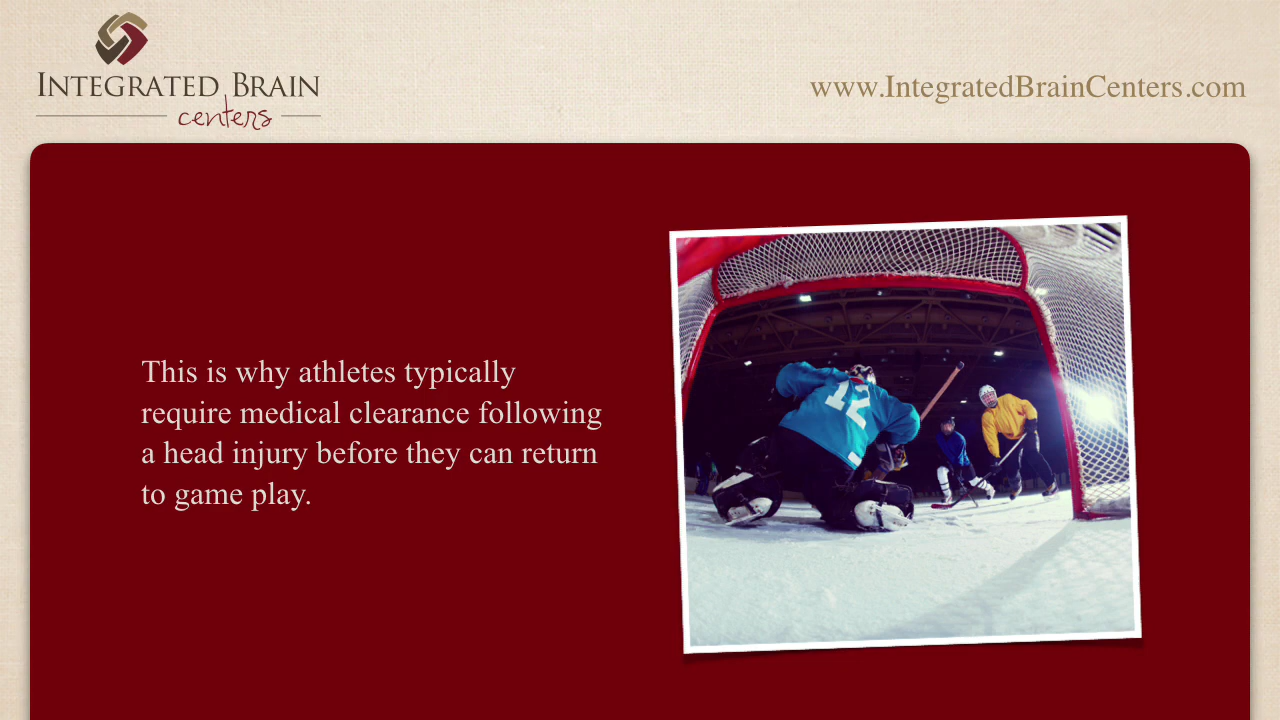 INTEGRATED BRAIN
centers
www.IntegratedBrainCenters.com
This is why athletes typically
require medical clearance following
a head injury before they can return
to game play.
12